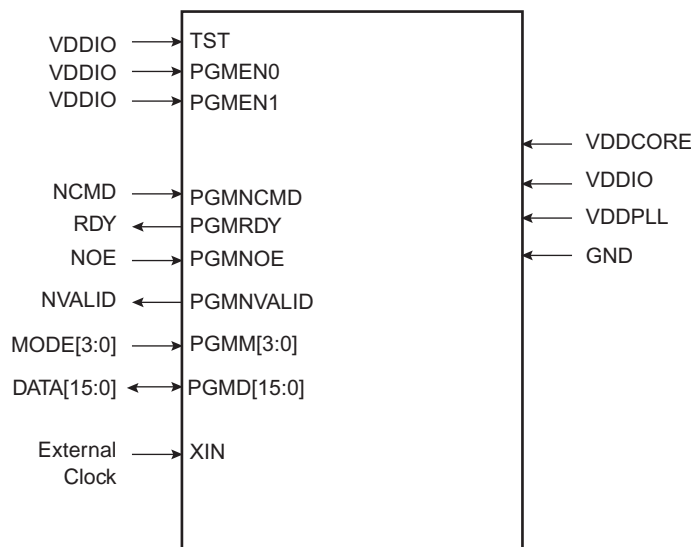 VDDIO TST
VDDIO PGMEN0
VDDIO PGMEN1
VDDCORE
VDDIO
NCMD PGMNCMD
VDDPLL
RDY PGMRDY
GND
NOE PGMNOE
NVALID PGMNVALID
MODE[3:0] PGMM[3:0]
DATA[15:0] PGMD[15:0]
External XIN
Clock